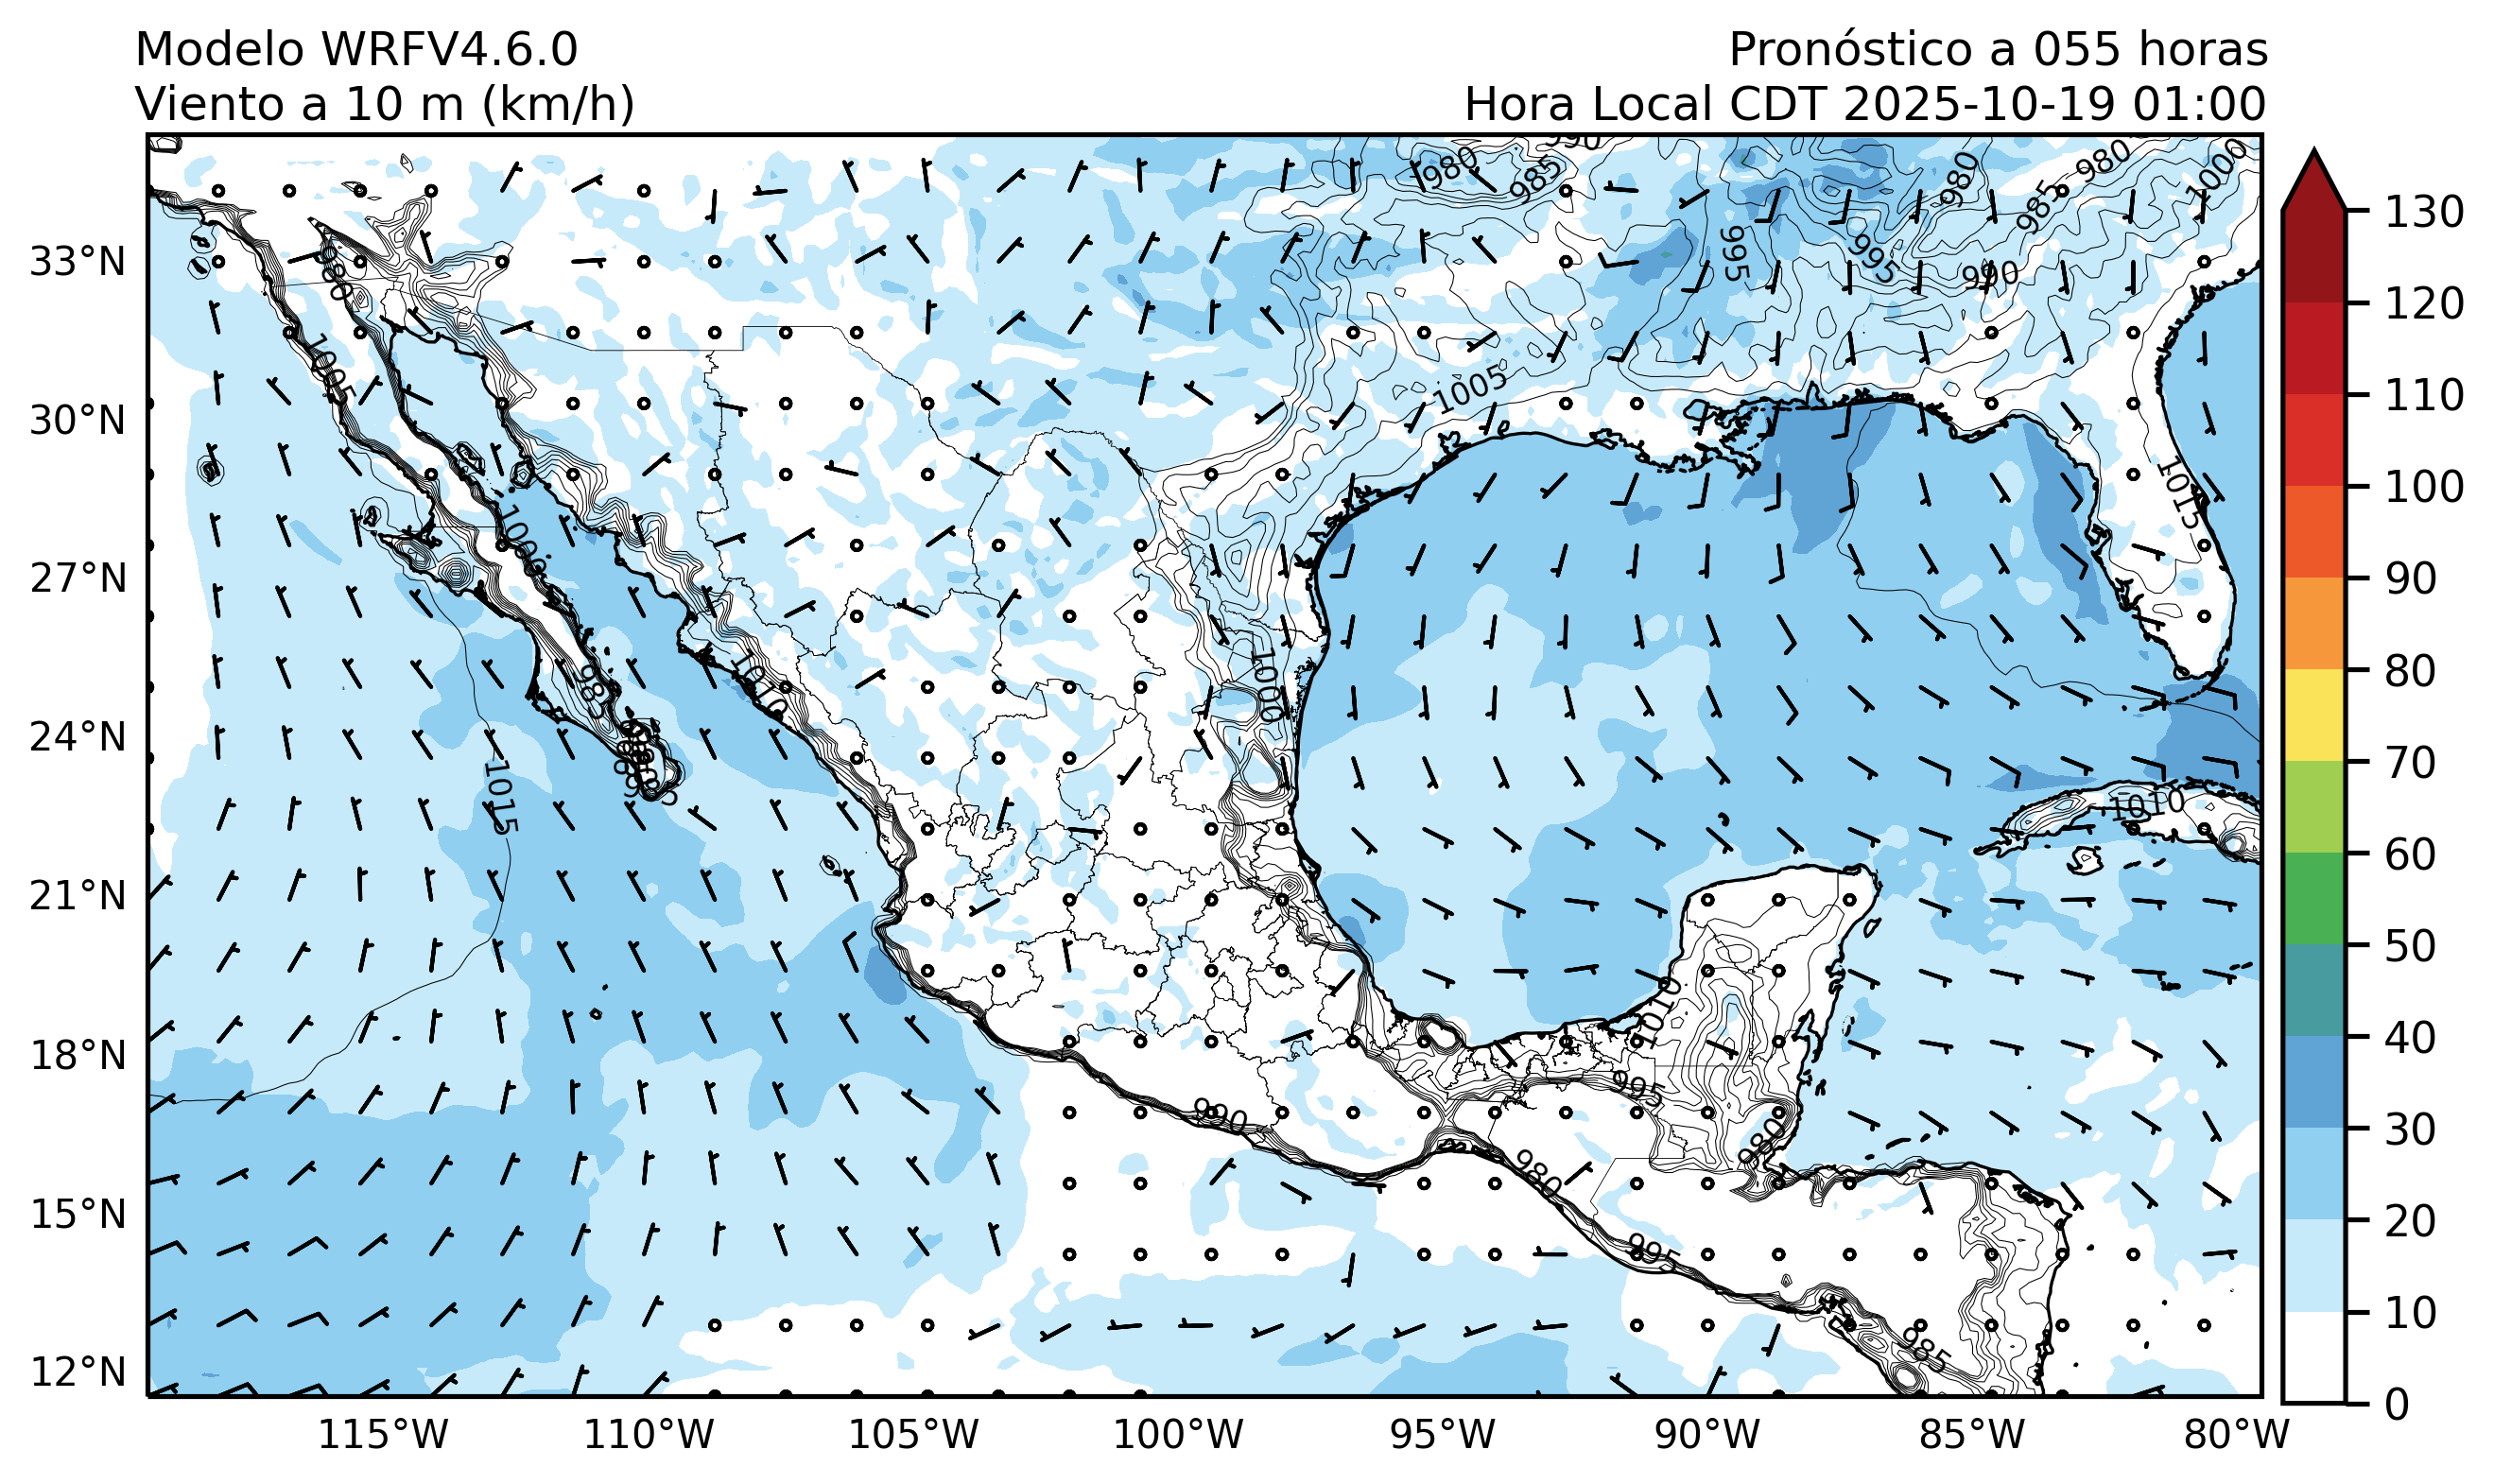 Modelo WRFV4.6.0
Viento a 10 m (km/h)
Pronóstico a 055 horas
Hora Local CDT 2025-10-19 01:00
33°N
30°N
27°N
24°N
21°N
18°N
15°N
12°N
115°W
110°W
105°W
100°W
95°W
90°W
85°W
80°W
130
120
110
100
90
80
70
60
50
40
30
20
10
0
990
980
985
980
980
985
1000
995
995
990
980
1005
1005
1015
1010
985
1000
1015
1010
1010
995
990
980
980
995
985